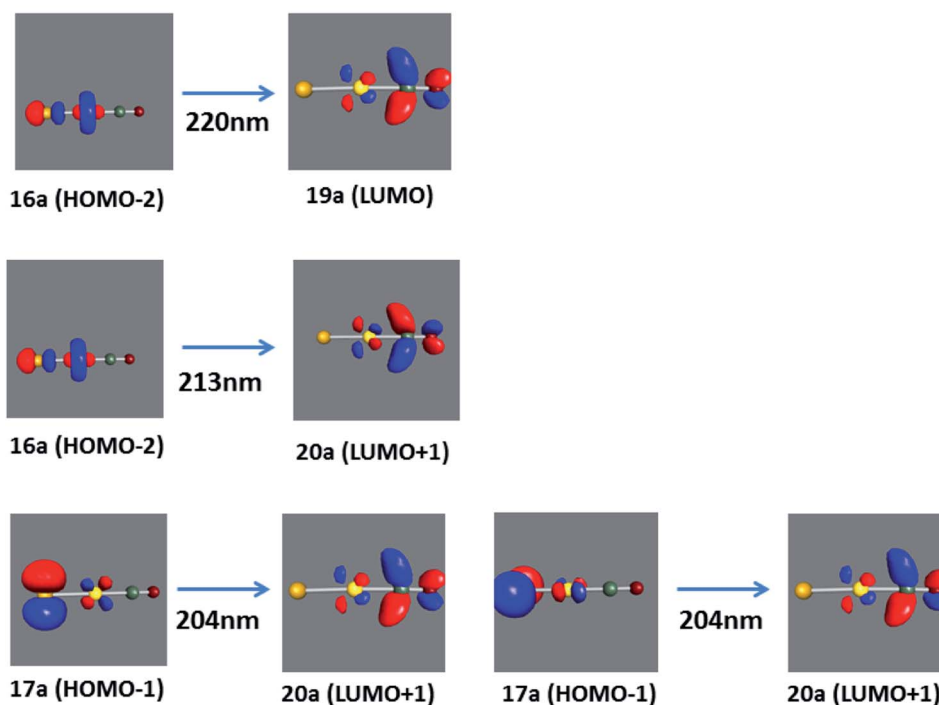 220nm
16a (HOMO-2)
19a (LUMO)
213nm
16a (HOMO-2)
20a (LUMO+1)
204nm
204nm
17a (HOMO-1)
20a (LUMO+1)
17a (HOMO-1)
20a (LUMO+1)